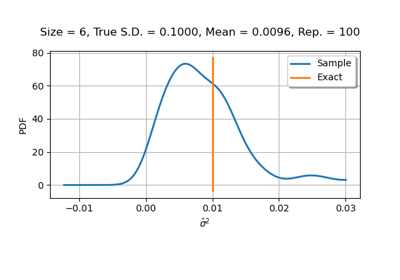 Size = 6, True S.D. = 0.1000, Mean = 0.0096, Rep. = 100
80
60
40
20
0
PDF
Sample
Exact
−0.01 0.00 0.01 0.02 0.03
σ̂²